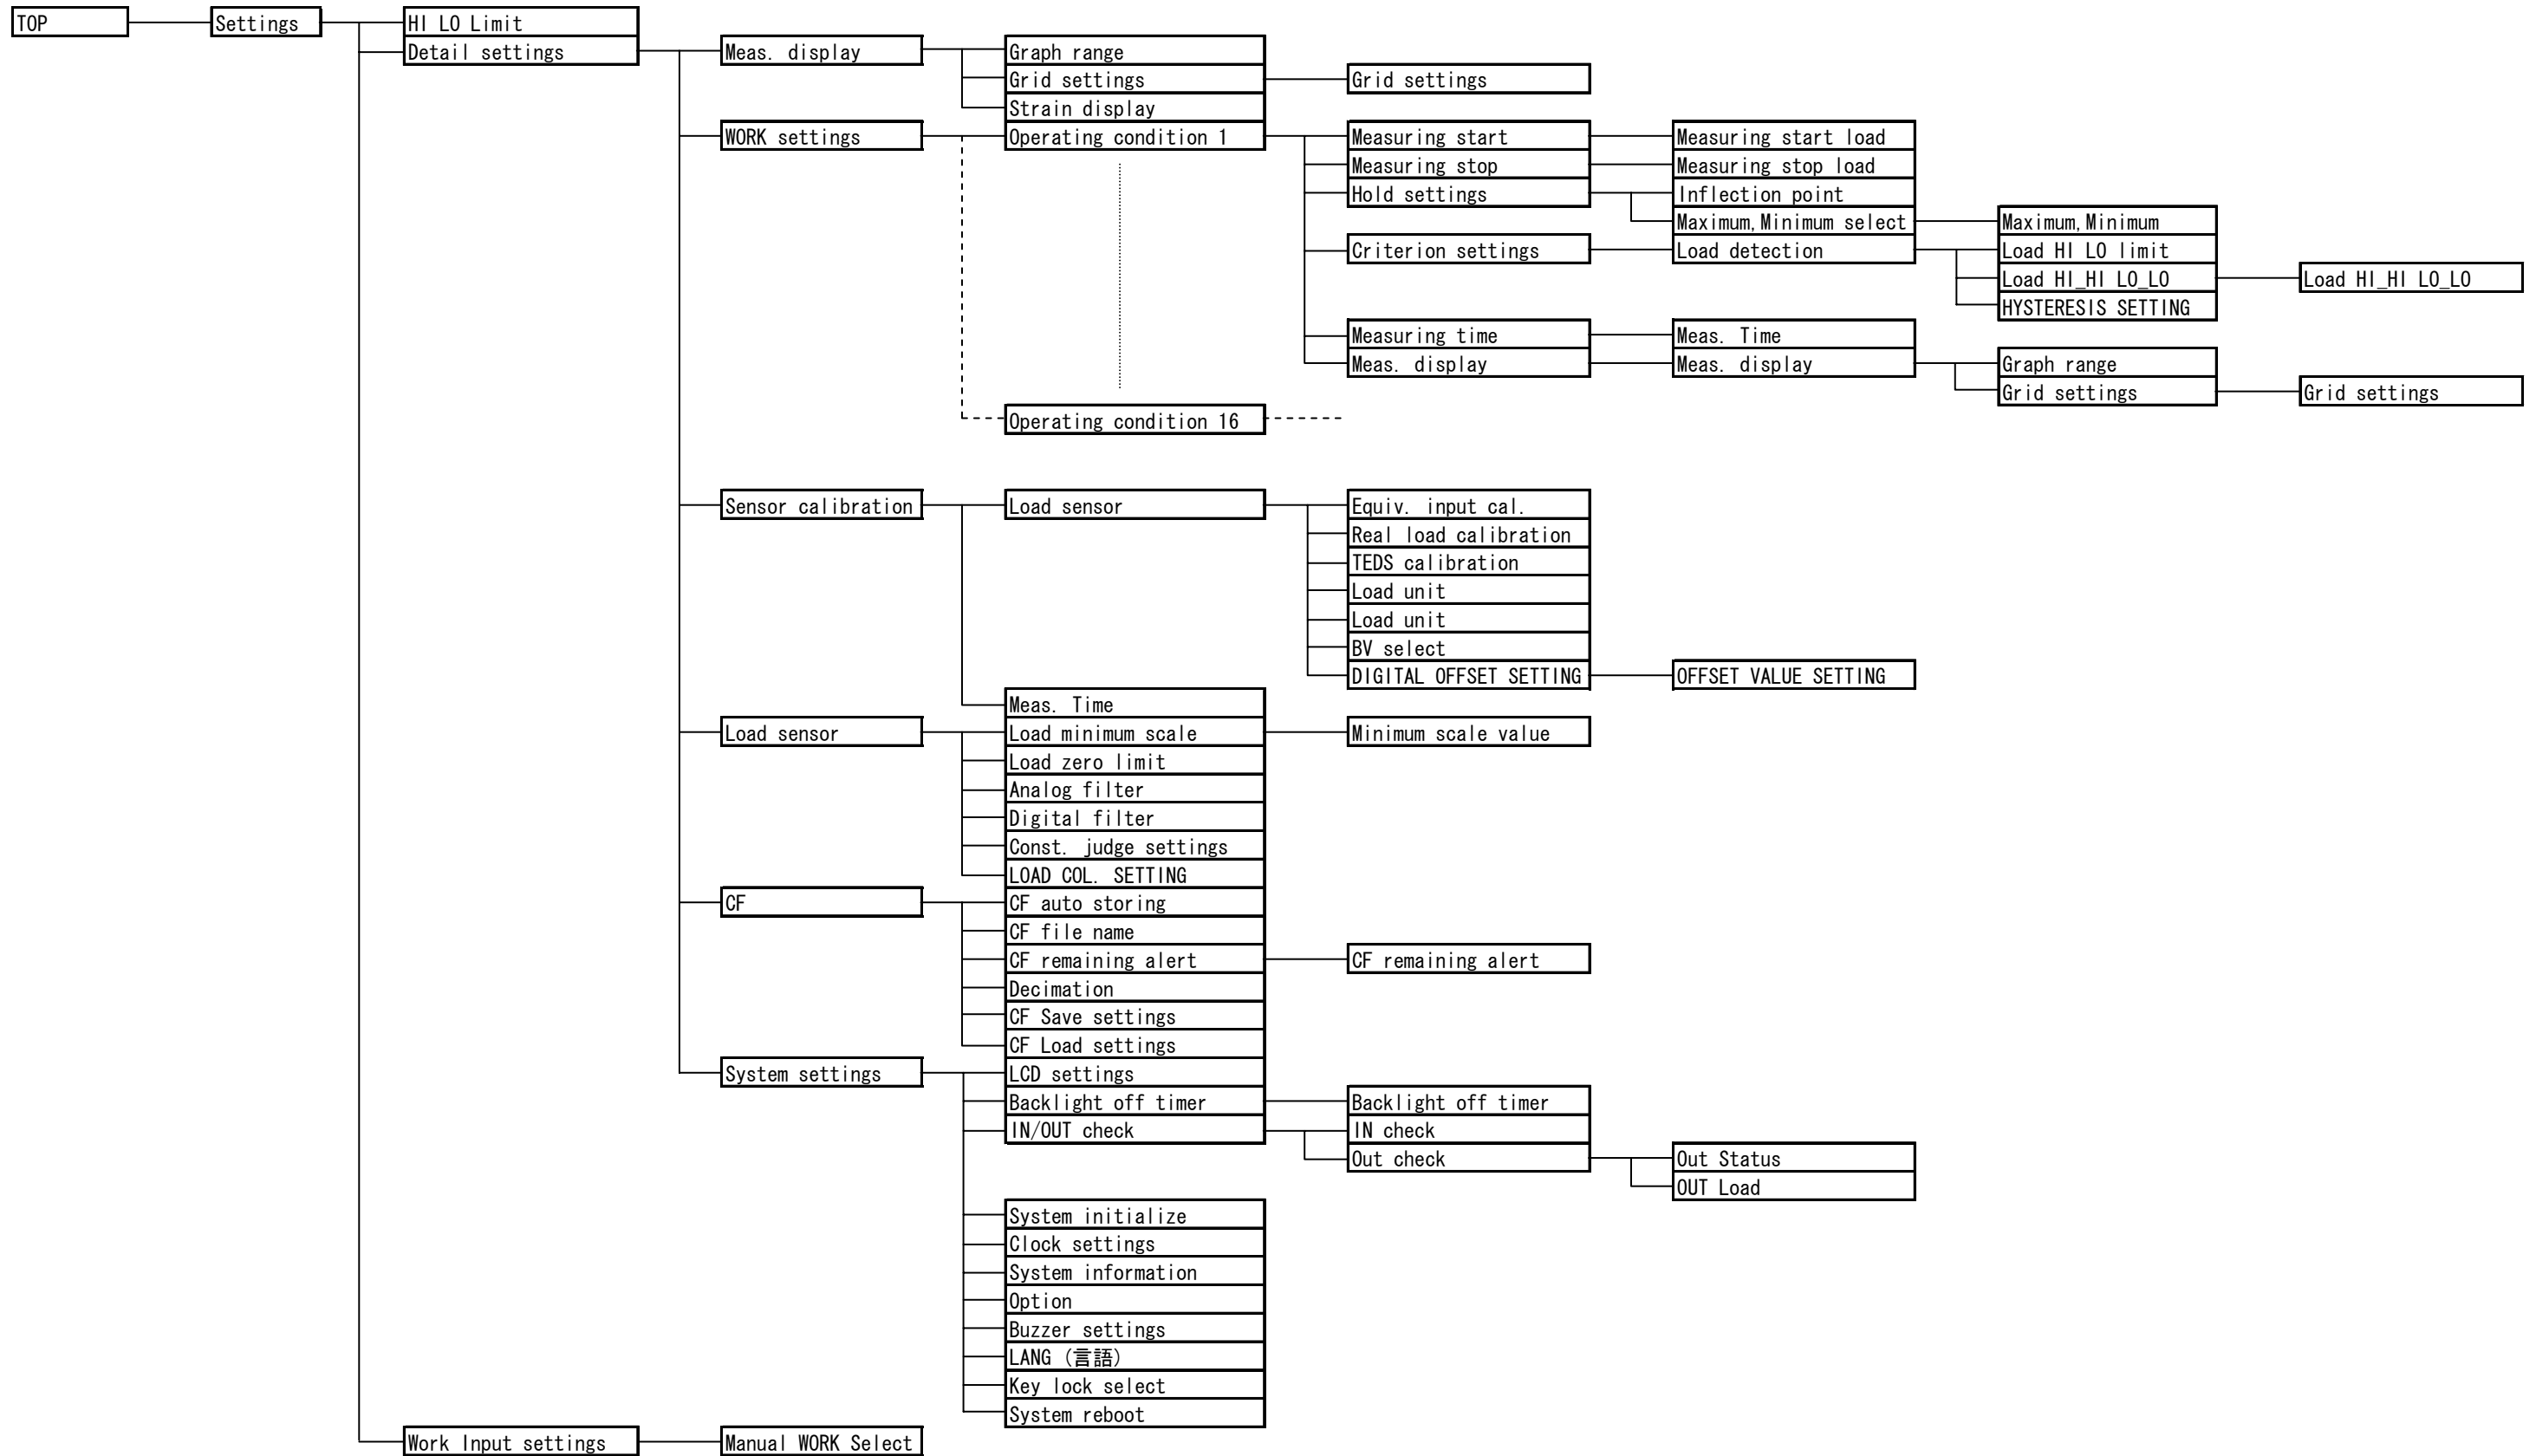 TOP
Settings
HI LO Limit
Detail settings
Meas. display
Graph range
Grid settings
Grid settings
Strain display
WORK settings
Operating condition 1
Measuring start
Measuring start load
Measuring stop
Measuring stop load
Hold settings
Inflection point
Maximum,Minimum select
Maximum,Minimum
Criterion settings
Load detection
Load HI LO limit
Load HI_HI LO_LO
Load HI_HI LO_LO
HYSTERESIS SETTING
Measuring time
Meas. Time
Meas. display
Meas. display
Graph range
Grid settings
Grid settings
Operating condition 16
Sensor calibration
Load sensor
Equiv. input cal.
Real load calibration
TEDS calibration
Load unit
Load unit
BV select
DIGITAL OFFSET SETTING
OFFSET VALUE SETTING
Meas. Time
Load sensor
Load minimum scale
Minimum scale value
Load zero limit
Analog filter
Digital filter
Const. judge settings
LOAD COL. SETTING
CF
CF auto storing
CF file name
CF remaining alert
CF remaining alert
Decimation
CF Save settings
CF Load settings
System settings
LCD settings
Backlight off timer
Backlight off timer
IN/OUT check
IN check
Out check
Out Status
OUT Load
System initialize
Clock settings
System information
Option
Buzzer settings
LANG (言語)
Key lock select
System reboot
Work Input settings
Manual WORK Select